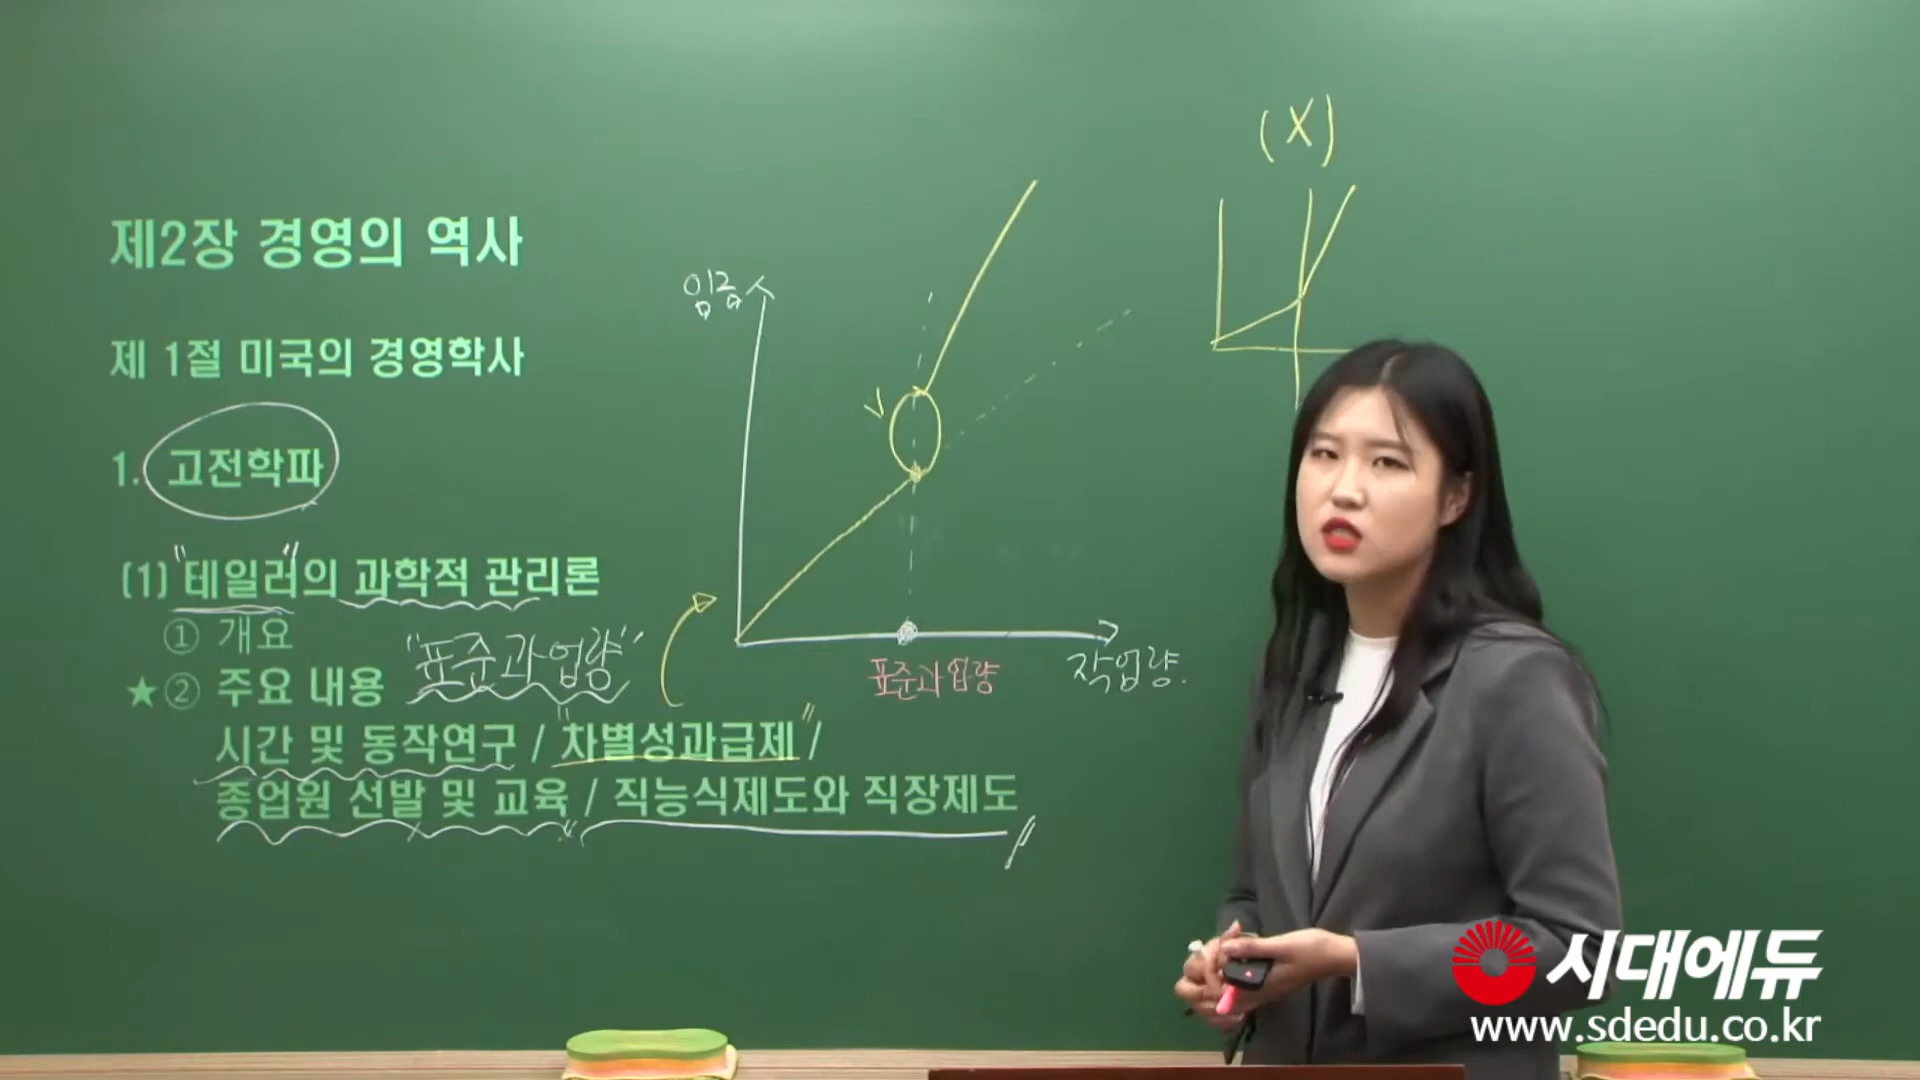 제2장 경영의 역사
제 1절 미국의 경영학사
1. 고전학파
(1) "테일러"의 과학적 관리론
① 개요
"표준과업량"
★② 주요 내용
시간 및 동작연구 / "차별성과급제" /
종업원 선발 및 교육 / 직능식제도와 직장제도
임금
표준과업량
작업량.
(X)
시대에듀
www.sdedu.co.kr